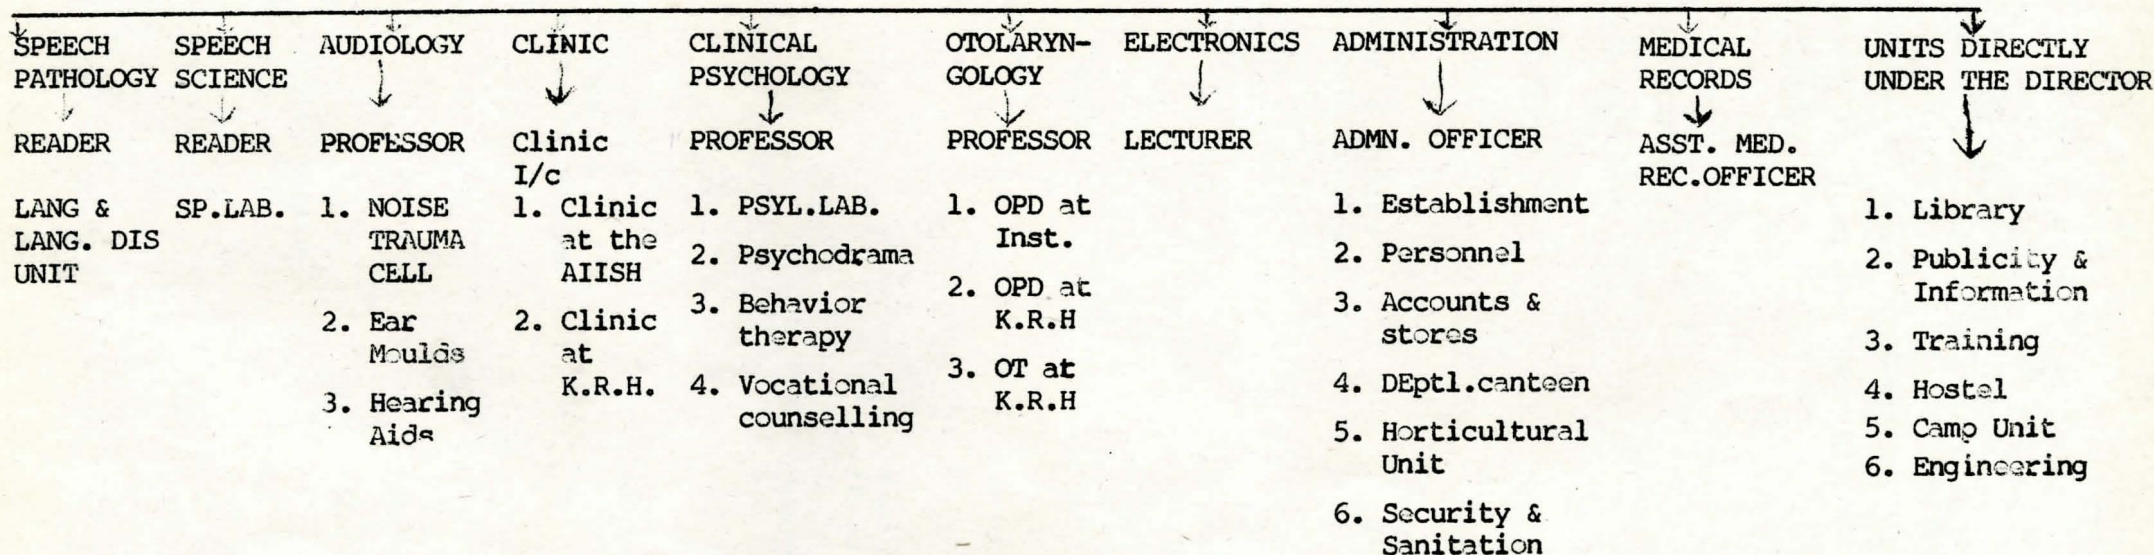 SPEECH
PATHOLOGY
READER
LANG &
LANG. DIS
UNIT
SPEECH
SCIENCE
READER
SP.LAB.
AUDIOLOGY
PROFESSOR
1. NOISE
TRAUMA
CELL
2. Ear
Moulds
3. Hearing
Aids
CLINIC
Clinic
I/c
1. Clinic
at the
AIISH
2. Clinic
at
K.R.H.
CLINICAL
PSYCHOLOGY
PROFESSOR
1. PSYL.LAB.
2. Psychodrama
3. Behavior
therapy
4. Vocational
counselling
OTOLARYN-
GOLOGY
PROFESSOR
1. OPD at
Inst.
2. OPD at
K.R.H
3. OT at
K.R.H
ELECTRONICS
LECTURER
ADMINISTRATION
ADMN. OFFICER
1. Establishment
2. Personnel
3. Accounts &
stores
4. DEptl.canteen
5. Horticultural
Unit
6. Security &
Sanitation
MEDICAL
RECORDS
ASST. MED.
REC.OFFICER
UNITS DIRECTLY
UNDER THE DIRECTOR
1. Library
2. Publicity &
Information
3. Training
4. Hostel
5. Camp Unit
6. Engineering